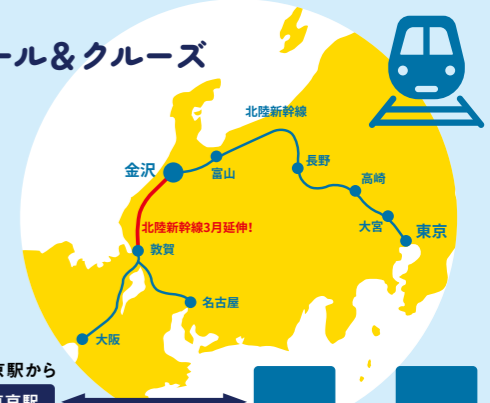 ール&クルーズ
北陸新幹線
金沢
富山
長野
高崎
大宮
東京
北陸新幹線3月延伸!
敦賀
名古屋
大阪
京駅から
京駅